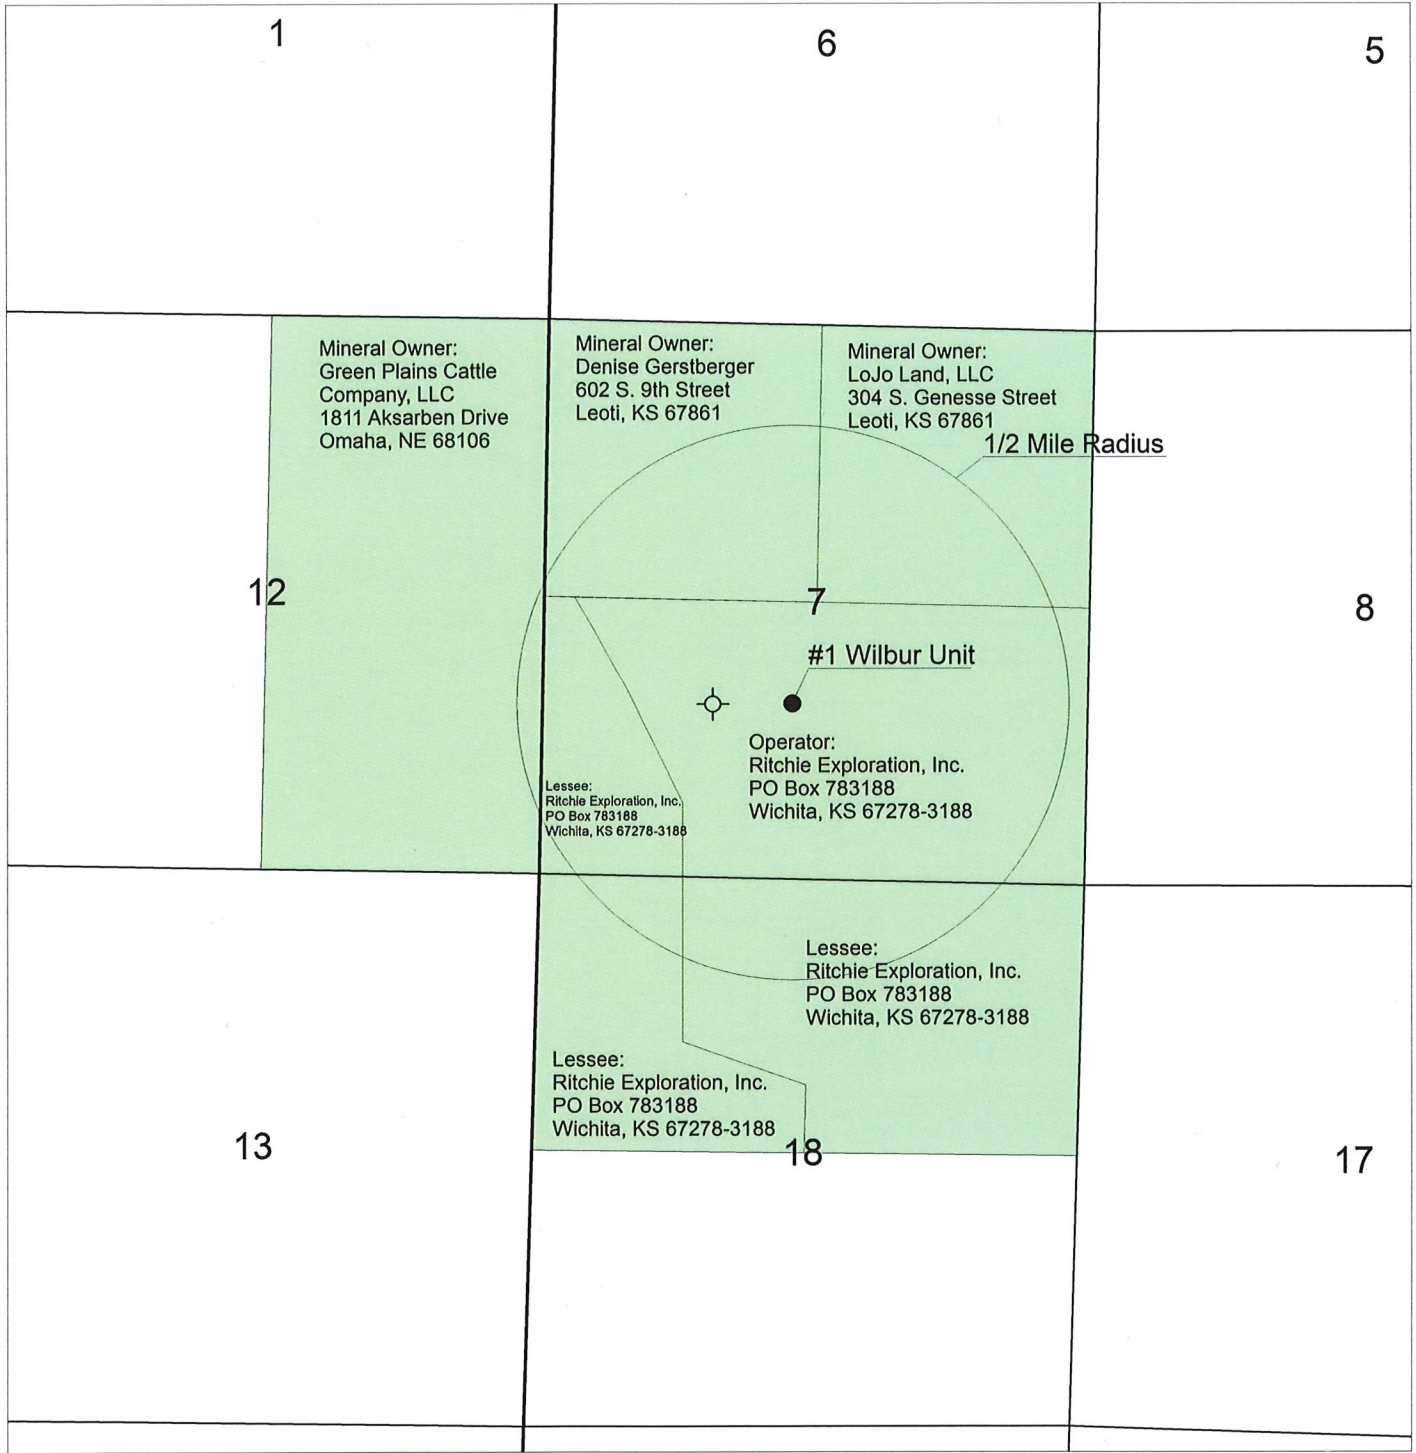 1
6
5
Mineral Owner:
Green Plains Cattle
Company, LLC
1811 Aksarben Drive
Omaha, NE 68106
Mineral Owner:
Denise Gerstberger
602 S. 9th Street
Leoti, KS 67861
Mineral Owner:
LoJo Land, LLC
304 S. Genesse Street
Leoti, KS 67861
1/2 Mile Radius
12
7
8
#1 Wilbur Unit
Operator:
Ritchie Exploration, Inc.
PO Box 783188
Wichita, KS 67278-3188
Lessee:
Ritchie Exploration, Inc.
PO Box 783188
Wichita, KS 67278-3188
Lessee:
Ritchie Exploration, Inc.
PO Box 783188
Wichita, KS 67278-3188
Lessee:
Ritchie Exploration, Inc.
PO Box 783188
Wichita, KS 67278-3188
13
18
17